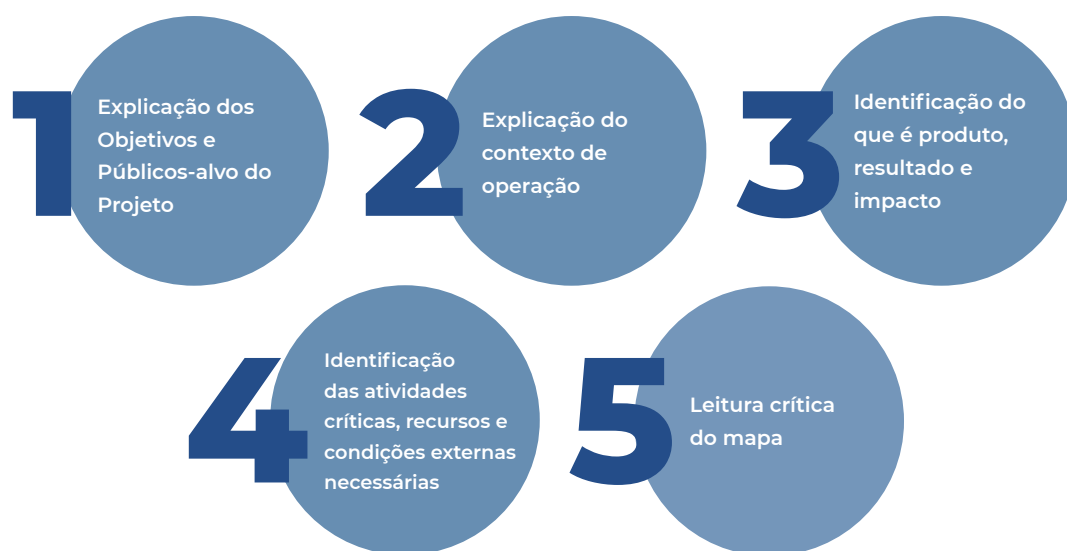 1
Explicação dos
Objetivos e
Públicos-alvo do
Projeto
2
Explicação do
contexto de
operação
3
Identificação do
que é produto,
resultado e
impacto
4
Identificação
das atividades
críticas, recursos e
condições externas
necessárias
5
Leitura crítica
do mapa